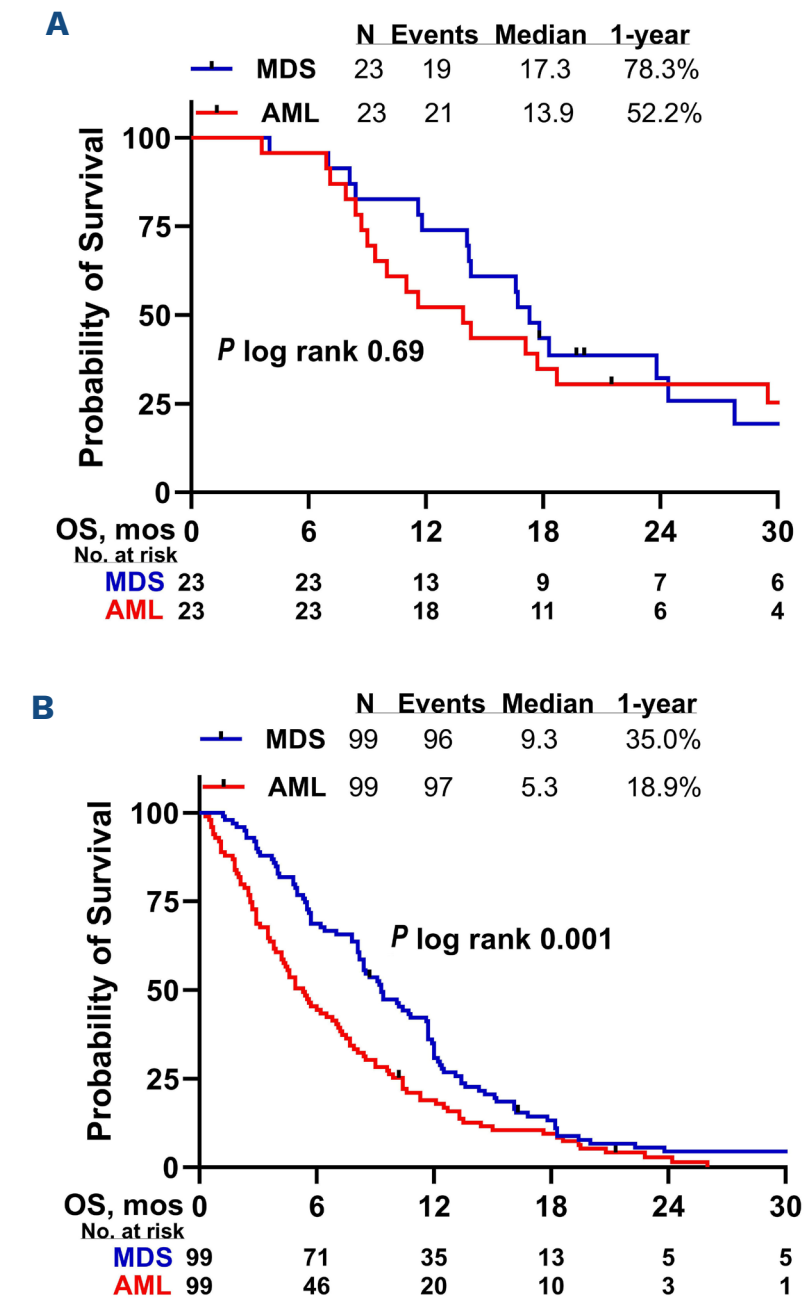 A
N Events Median 1-year
MDS 23 19 17.3 78.3%
AML 23 21 13.9 52.2%
Probability of Survival
100
75
50
25
0
P log rank 0.69
OS, mos 0 6 12 18 24 30
No. at risk
MDS 23 23 13 9 7 6
AML 23 23 18 11 6 4
B
N Events Median 1-year
MDS 99 96 9.3 35.0%
AML 99 97 5.3 18.9%
Probability of Survival
100
75
50
25
0
P log rank 0.001
OS, mos 0 6 12 18 24 30
No. at risk
MDS 99 71 35 13 5 5
AML 99 46 20 10 3 1